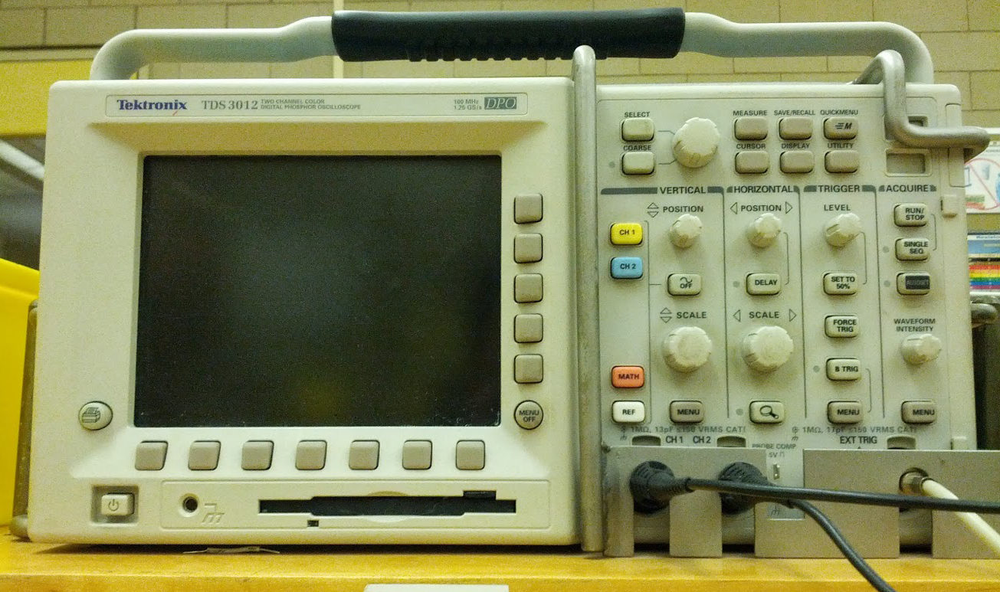 Tektronix TDS 3012 TWO CHANNEL COLOR
DIGITAL PHOSPHOR OSCILLOSCOPE
100 MHz
1.25 GS/s DPO
SELECT
COARSE
MEASURE SAVE/RECALL QUICKMENU
M
CURSOR DISPLAY UTILITY
VERTICAL HORIZONTAL TRIGGER ACQUIRE
POSITION POSITION LEVEL
RUN/
STOP
CH 1
SINGLE
SEQ
CH 2
OFF
DELAY
SET TO
50%
SCALE SCALE
FORCE
TRIG
WAVEFORM
INTENSITY
MATH
B TRIG
REF
MENU
MENU
MENU
MENU
OFF
1MΩ, 13pF ≤150 VRMS CAT I
1MΩ, 17pF ≤150 VRMS CAT I
CH 1 CH 2
EXT TRIG
PROBE COMP
5V